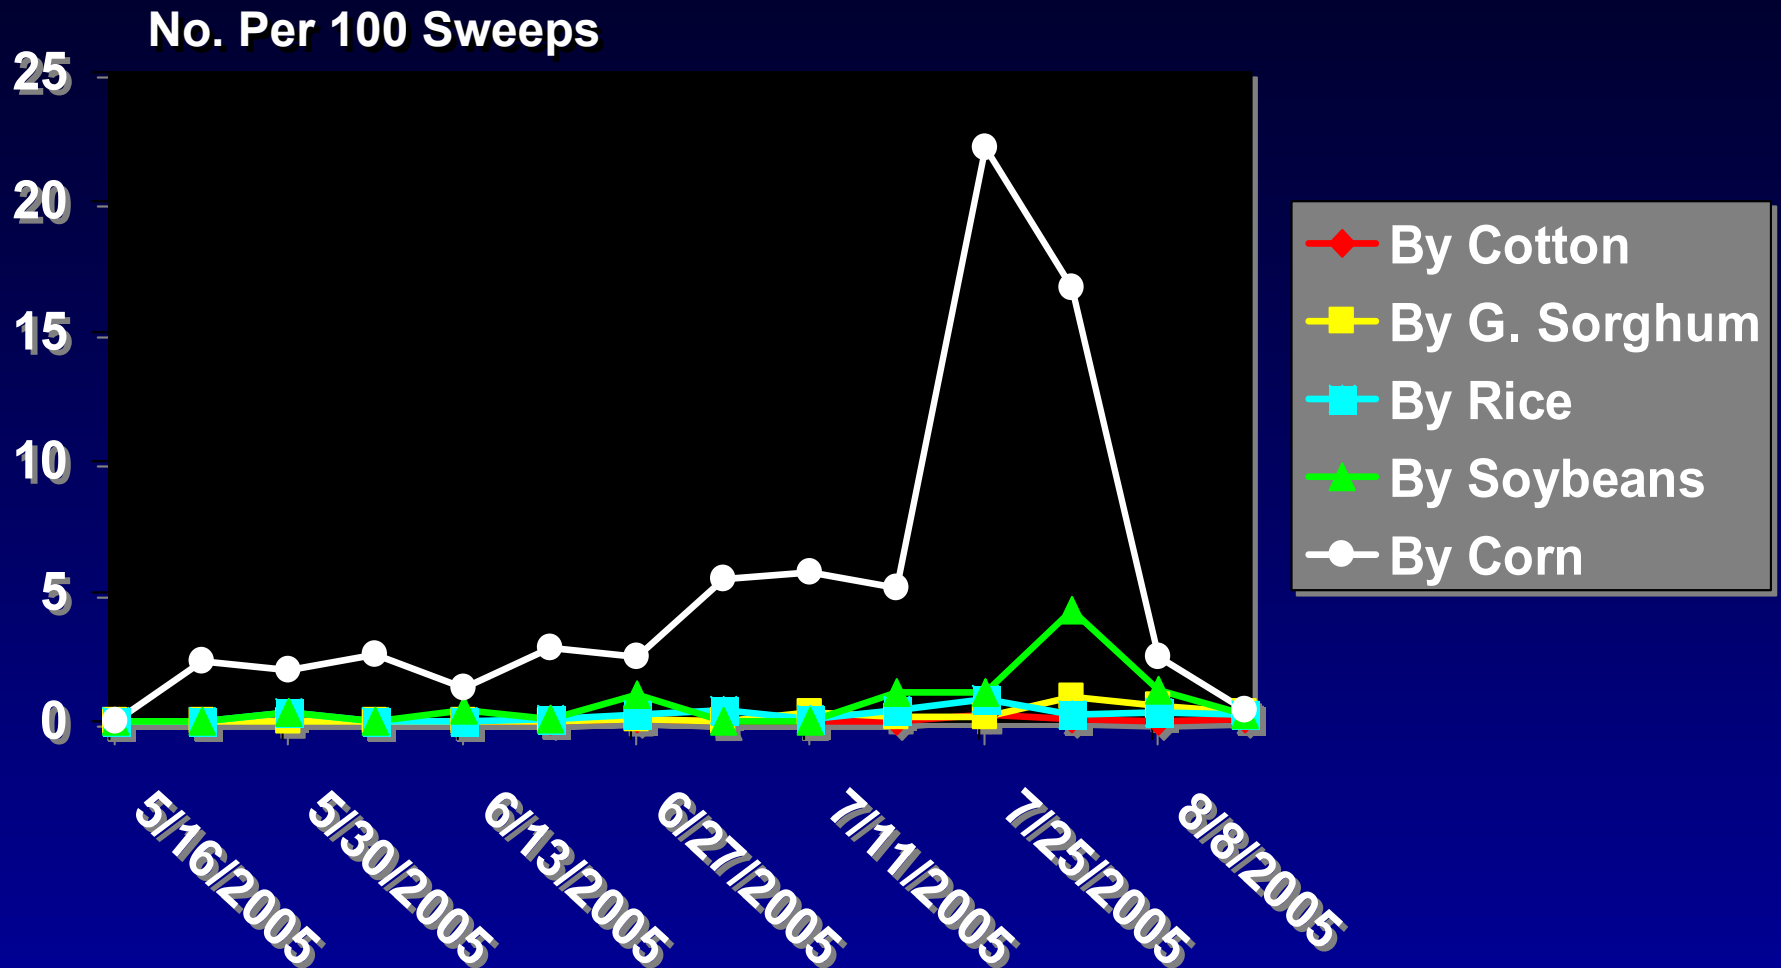 No. Per 100 Sweeps
25
20
15
10
5
0
5/16/2005
5/30/2005
6/13/2005
6/27/2005
7/11/2005
7/25/2005
8/8/2005
By Cotton
By G. Sorghum
By Rice
By Soybeans
By Corn